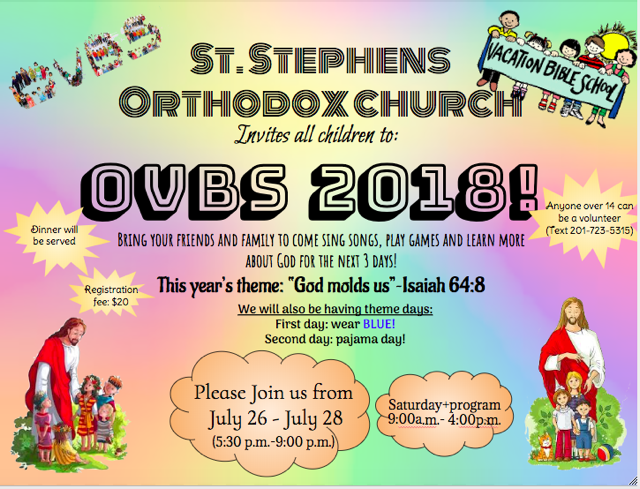 OVBS
ST. STEPHENS
ORTHODOX CHURCH
VACATION BIBLE SCHOOL
Invites all children to:
OVBS 2018!
Dinner will
be served
Anyone over 14 can
be a volunteer
(Text 201-723-5315)
Bring your friends and family to come sing songs, play games and learn more
about God for the next 3 days!
Registration
fee: $20
This year's theme: "God molds us"-Isaiah 64:8
We will also be having theme days:
First day: wear BLUE!
Second day: pajama day!
Please Join us from
July 26 - July 28
(5:30 p.m.-9:00 p.m.)
Saturday+program
9:00a.m.- 4:00p.m.